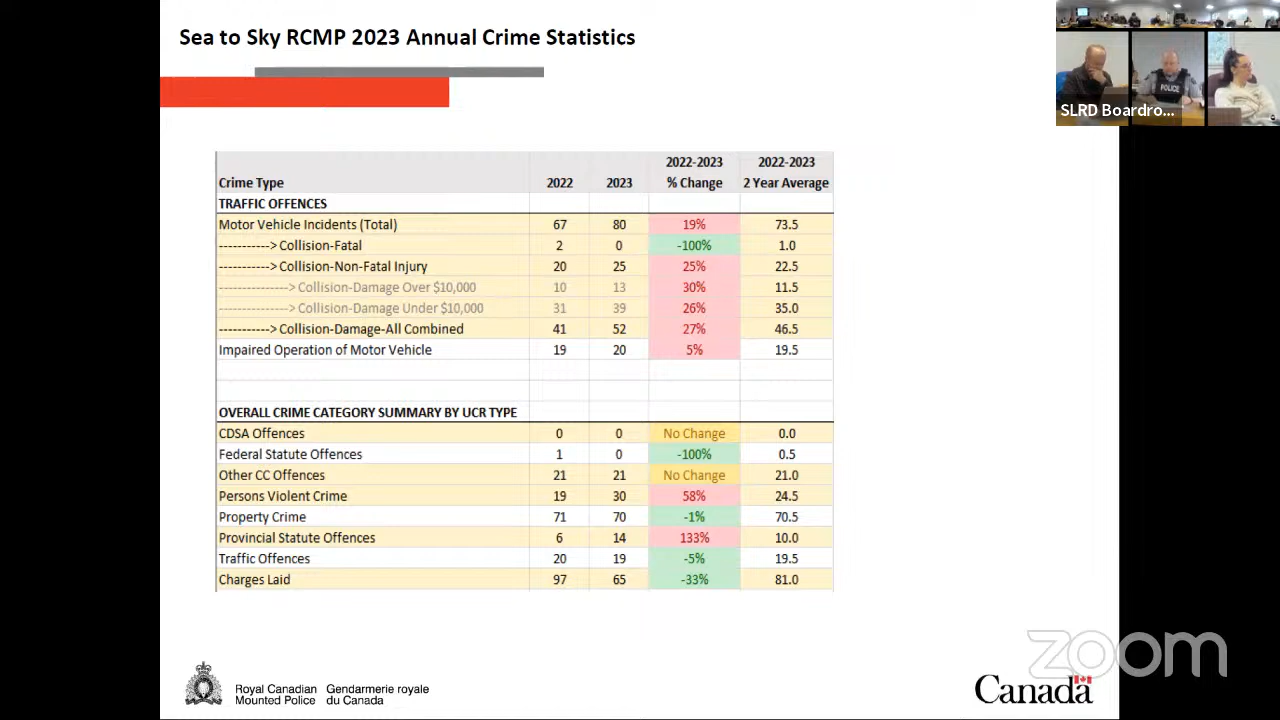 Sea to Sky RCMP 2023 Annual Crime Statistics
SLRD Boardro...
POLICE
2022-2023 2022-2023
Crime Type 2022 2023 % Change 2 Year Average
TRAFFIC OFFENCES
Motor Vehicle Incidents (Total) 67 80 19% 73.5
-----------> Collision-Fatal 2 0 -100% 1.0
-----------> Collision-Non-Fatal Injury 20 25 25% 22.5
---------------> Collision-Damage Over $10,000 10 13 30% 11.5
---------------> Collision-Damage Under $10,000 31 39 26% 35.0
-----------> Collision-Damage-All Combined 41 52 27% 46.5
Impaired Operation of Motor Vehicle 19 20 5% 19.5
OVERALL CRIME CATEGORY SUMMARY BY UCR TYPE
CDSA Offences 0 0 No Change 0.0
Federal Statute Offences 1 0 -100% 0.5
Other CC Offences 21 21 No Change 21.0
Persons Violent Crime 19 30 58% 24.5
Property Crime 71 70 -1% 70.5
Provincial Statute Offences 6 14 133% 10.0
Traffic Offences 20 19 -5% 19.5
Charges Laid 97 65 -33% 81.0
zoom
Royal Canadian Gendarmerie royale
Mounted Police du Canada
Canada